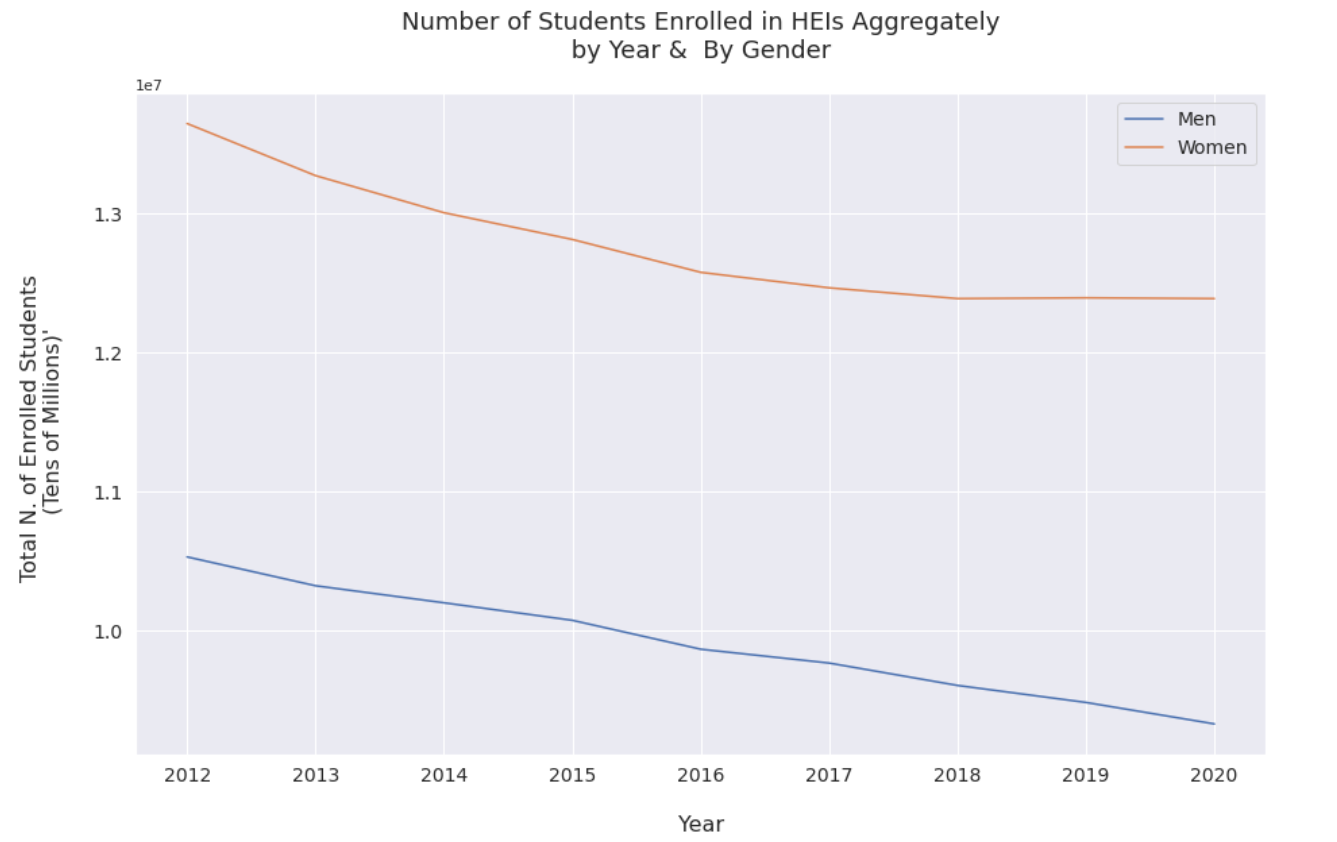 Number of Students Enrolled in HEIs Aggregately
by Year &  By Gender
1e7
Men
Women
1.3
1.2
1.1
1.0
Total N. of Enrolled Students
(Tens of Millions)'
2012 2013 2014 2015 2016 2017 2018 2019 2020
Year